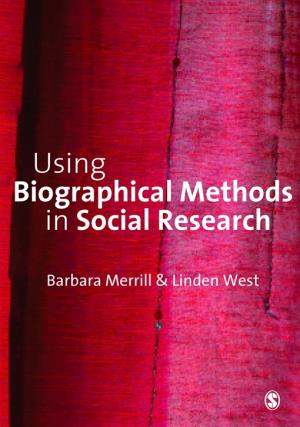 Using
Biographical Methods
in Social Research
Barbara Merrill & Linden West
S